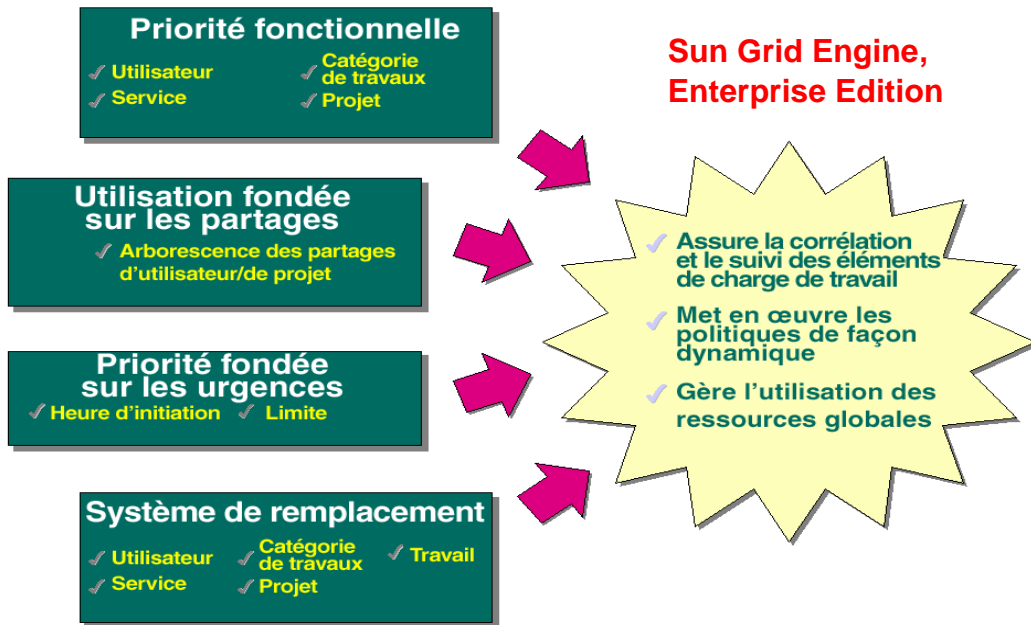 Priorité fonctionnelle
Utilisateur
Catégorie
de travaux
Service
Projet
Sun Grid Engine,
Enterprise Edition
Utilisation fondée
sur les partages
Arborescence des partages
d'utilisateur/de projet
Priorité fondée
sur les urgences
Heure d'initiation
Limite
Système de remplacement
Utilisateur
Catégorie
de travaux
Travail
Service
Projet
Assure la corrélation
et le suivi des éléments
de charge de travail
Met en œuvre les
politiques de façon
dynamique
Gère l'utilisation des
ressources globales